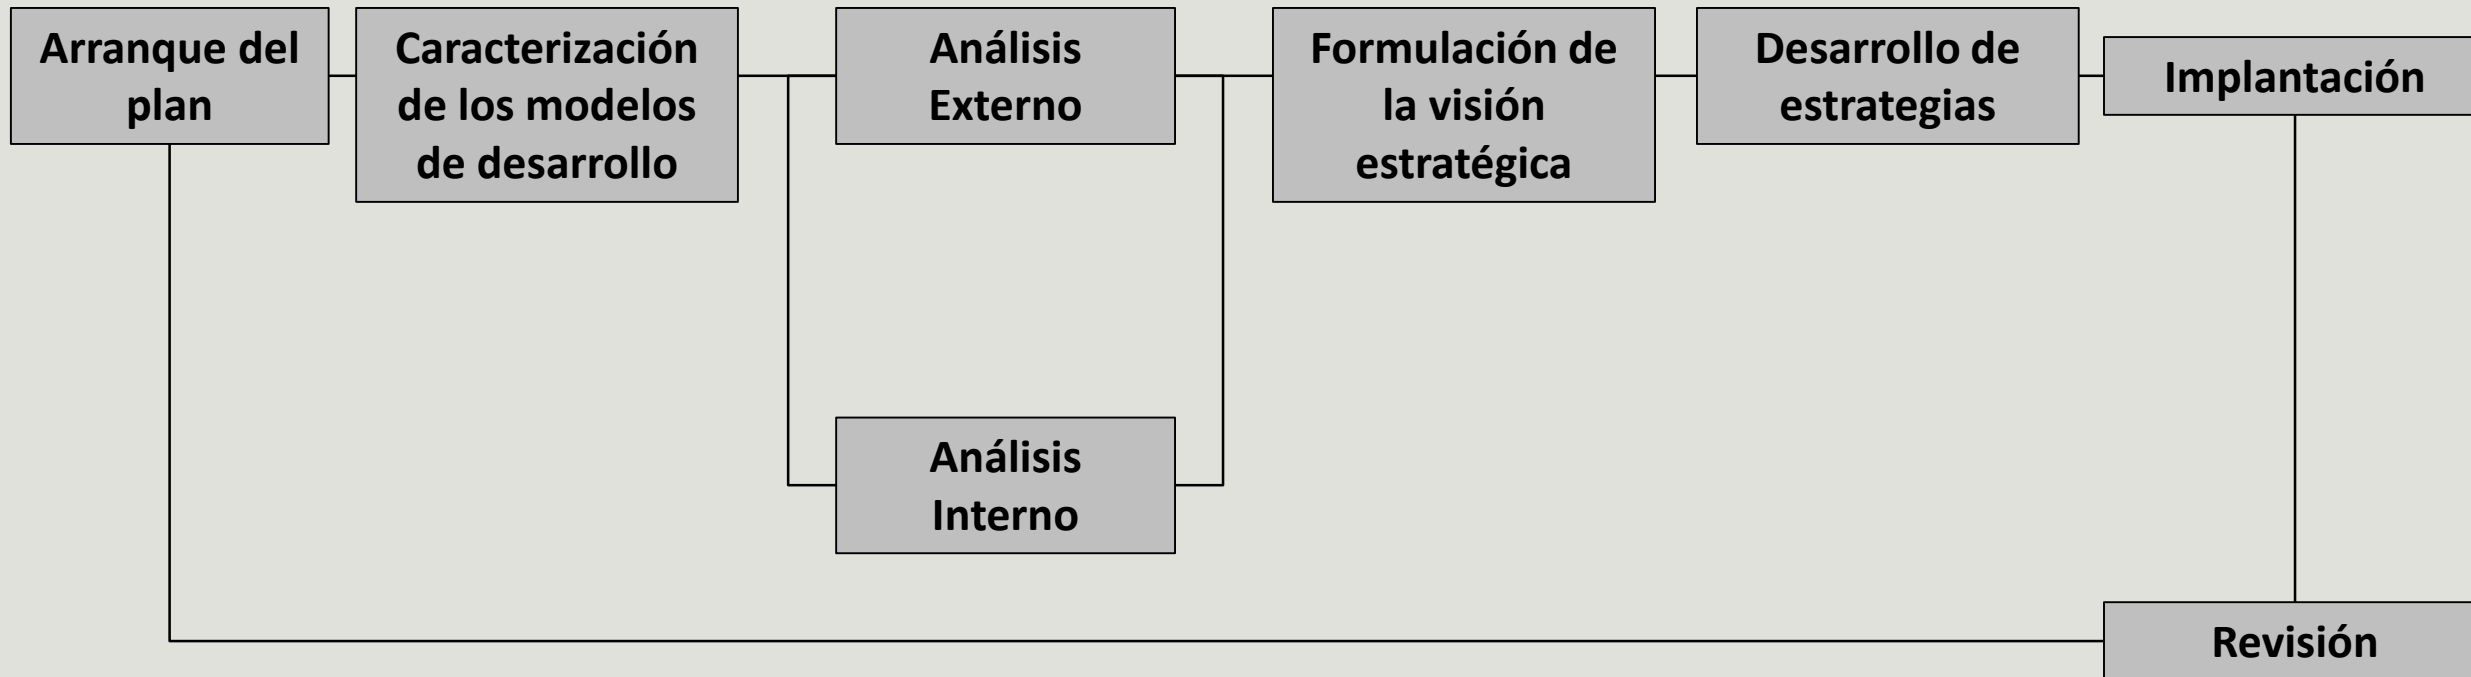 Arranque del
plan
Caracterización
de los modelos
de desarrollo
Análisis
Externo
Formulación de
la visión
estratégica
Desarrollo de
estrategias
Implantación
Análisis
Interno
Revisión